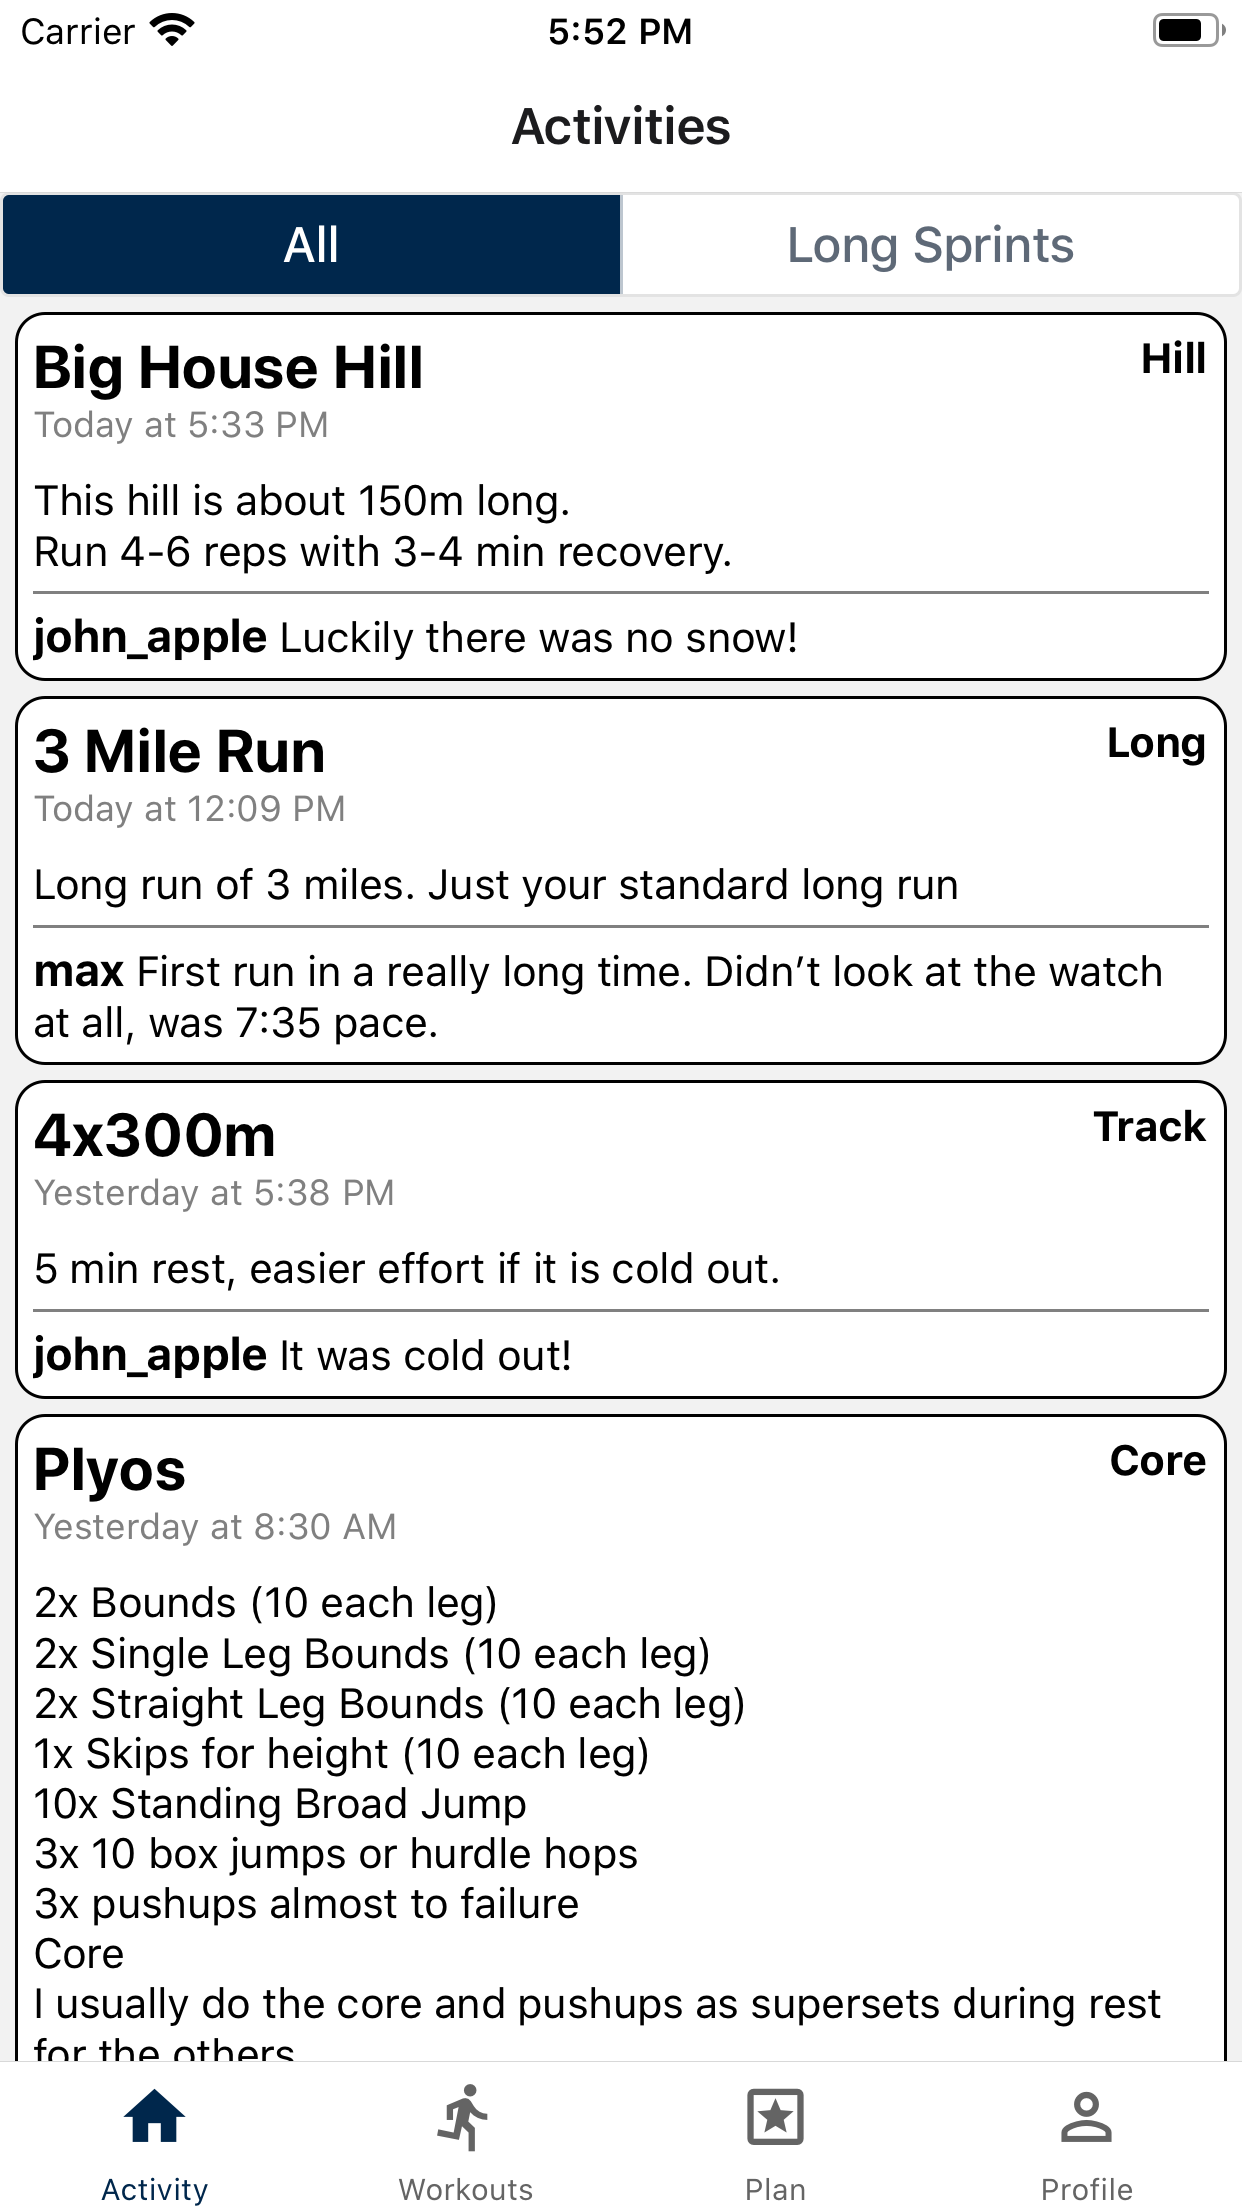 Carrier 5:52 PM
Activities
All Long Sprints
Big House Hill Hill
Today at 5:33 PM
This hill is about 150m long.
Run 4-6 reps with 3-4 min recovery.
john_apple Luckily there was no snow!
3 Mile Run Long
Today at 12:09 PM
Long run of 3 miles. Just your standard long run
max First run in a really long time. Didn’t look at the watch
at all, was 7:35 pace.
4x300m Track
Yesterday at 5:38 PM
5 min rest, easier effort if it is cold out.
john_apple It was cold out!
Plyos Core
Yesterday at 8:30 AM
2x Bounds (10 each leg)
2x Single Leg Bounds (10 each leg)
2x Straight Leg Bounds (10 each leg)
1x Skips for height (10 each leg)
10x Standing Broad Jump
3x 10 box jumps or hurdle hops
3x pushups almost to failure
Core
I usually do the core and pushups as supersets during rest
for the others
Activity Workouts Plan Profile